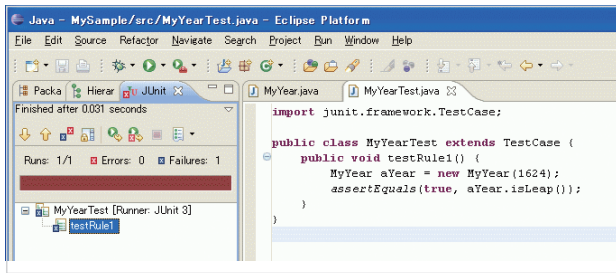 Java - MySample/src/MyYearTest.java - Eclipse Platform
File Edit Source Refactor Navigate Search Project Run Window Help
Packa Hierar JUnit
MyYear.java MyYearTest.java
Finished after 0.031 seconds
Runs: 1/1 Errors: 0 Failures: 1
MyYearTest [Runner: JUnit 3]
testRule1
import junit.framework.TestCase;
public class MyYearTest extends TestCase {
public void testRule1() {
MyYear aYear = new MyYear(1624);
assertEquals(true, aYear.isLeap());
}
}